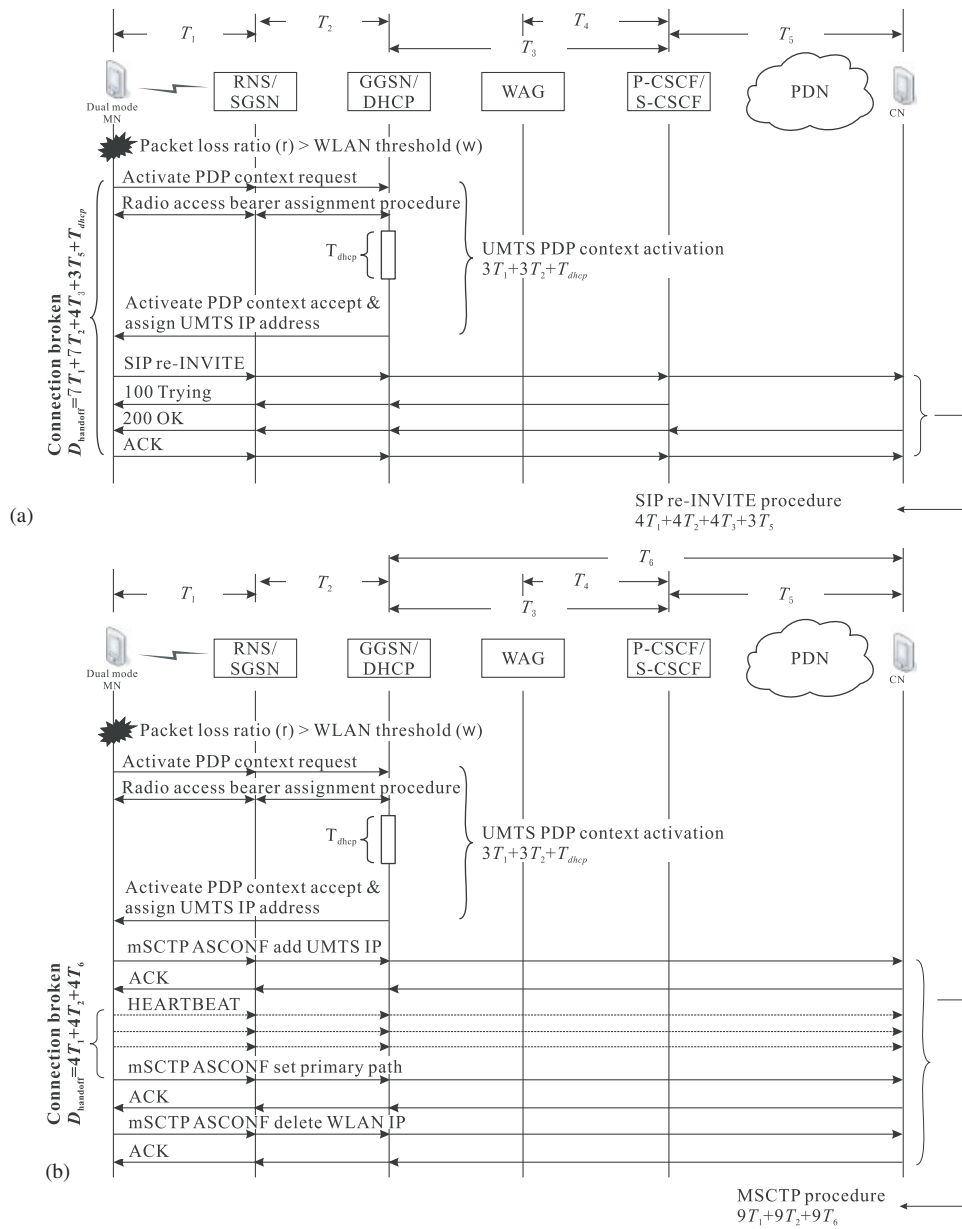 T₁
T₂
T₃
T₄
T₅
Dual mode
MN
RNS/
SGSN
GGSN/
DHCP
WAG
P-CSCF/
S-CSCF
PDN
CN
Packet loss ratio (r) > WLAN threshold (w)
Activate PDP context request
Radio access bearer assignment procedure
T_dhcp
UMTS PDP context activation
3T₁+3T₂+T_dhcp
Activeate PDP context accept &
assign UMTS IP address
SIP re-INVITE
100 Trying
200 OK
ACK
Connection broken
D_handoff=7T₁+7T₂+4T₃+3T₅+T_dhcp
SIP re-INVITE procedure
4T₁+4T₂+4T₃+3T₅
(a)
T₆
T₁
T₂
T₃
T₄
T₅
Dual mode
MN
RNS/
SGSN
GGSN/
DHCP
WAG
P-CSCF/
S-CSCF
PDN
CN
Packet loss ratio (r) > WLAN threshold (w)
Activate PDP context request
Radio access bearer assignment procedure
T_dhcp
UMTS PDP context activation
3T₁+3T₂+T_dhcp
Activeate PDP context accept &
assign UMTS IP address
mSCTP ASCONF add UMTS IP
ACK
HEARTBEAT
mSCTP ASCONF set primary path
ACK
mSCTP ASCONF delete WLAN IP
ACK
Connection broken
D_handoff=4T₁+4T₂+4T₆
(b)
MSCTP procedure
9T₁+9T₂+9T₆